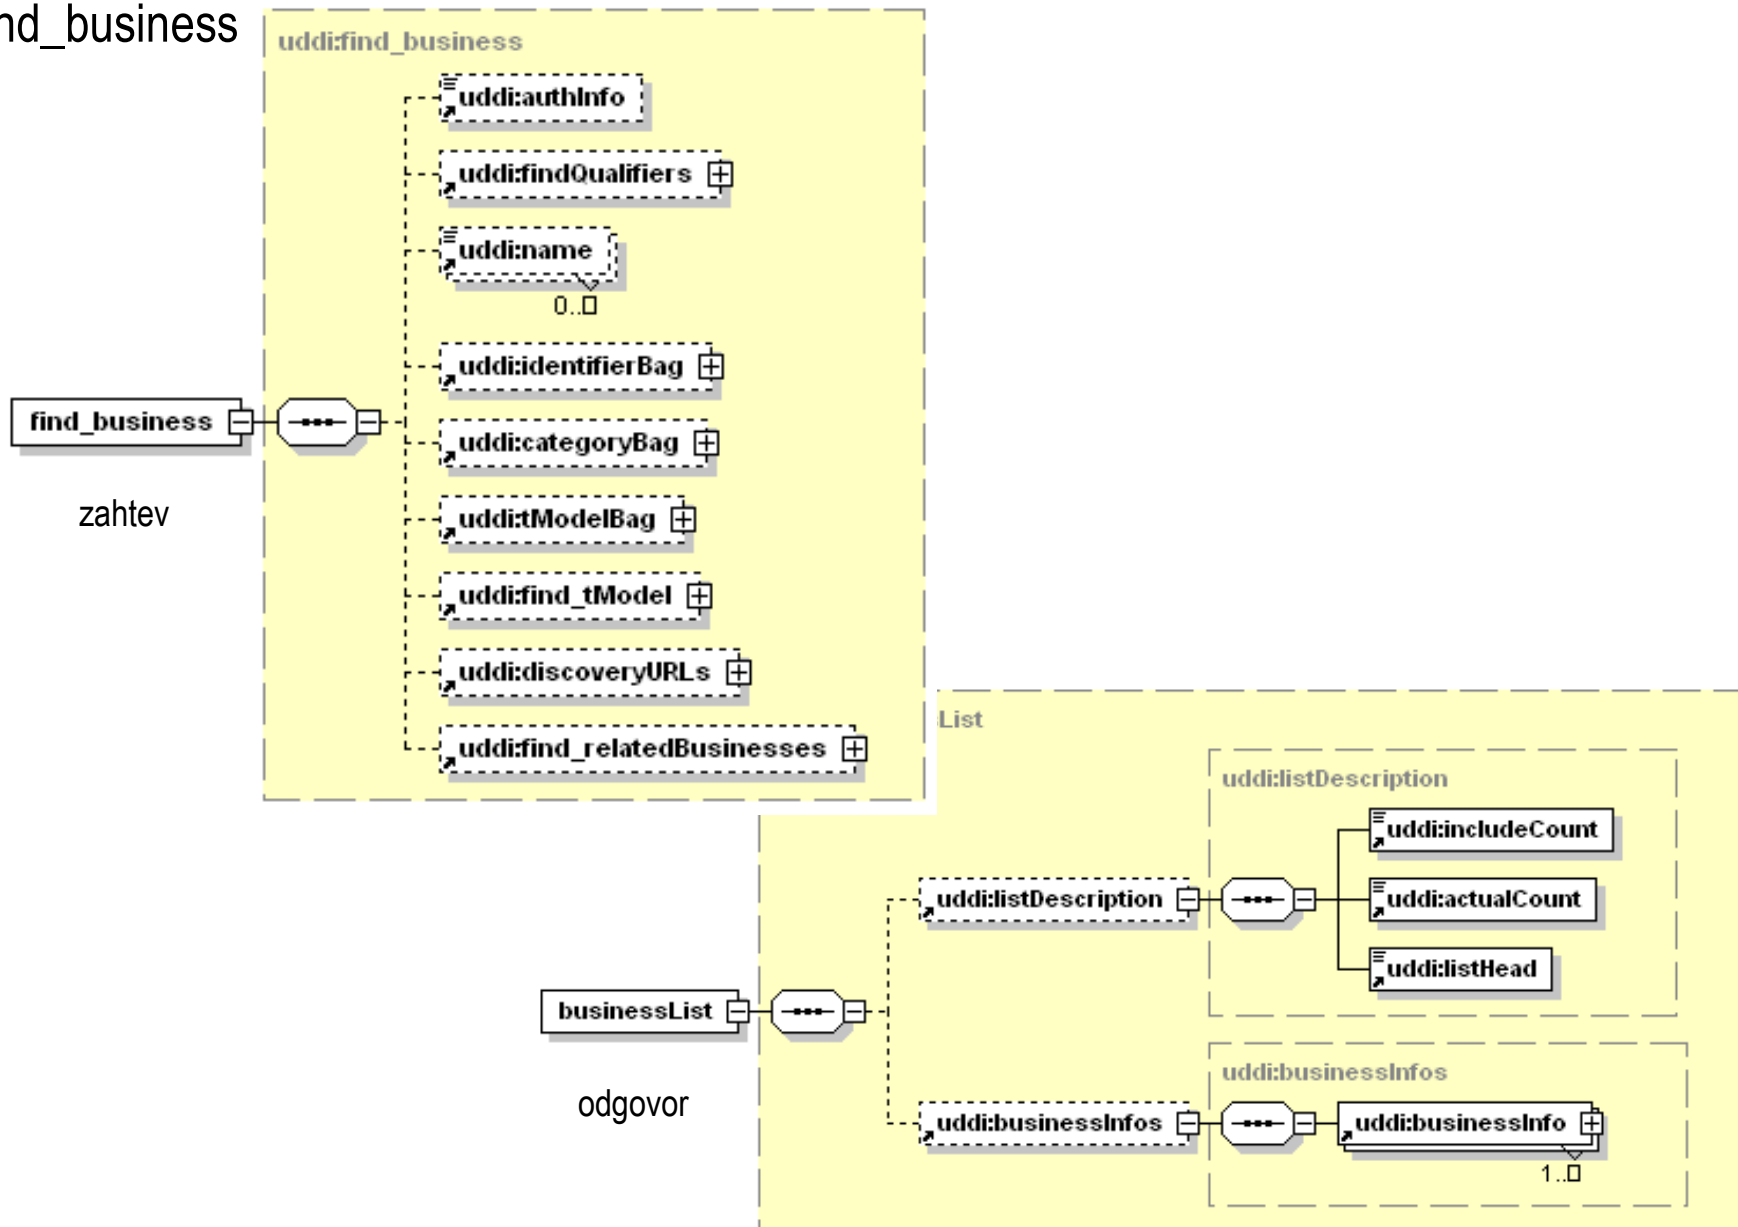 nd_business
uddi:find_business
uddi:authInfo
uddi:findQualifiers
uddi:name
0..
uddi:identifierBag
find_business
uddi:categoryBag
zahtev
uddi:tModelBag
uddi:find_tModel
uddi:discoveryURLs
uddi:find_relatedBusinesses
List
uddi:listDescription
uddi:includeCount
uddi:listDescription
uddi:actualCount
uddi:listHead
businessList
odgovor
uddi:businessInfos
uddi:businessInfos
uddi:businessInfo
1..